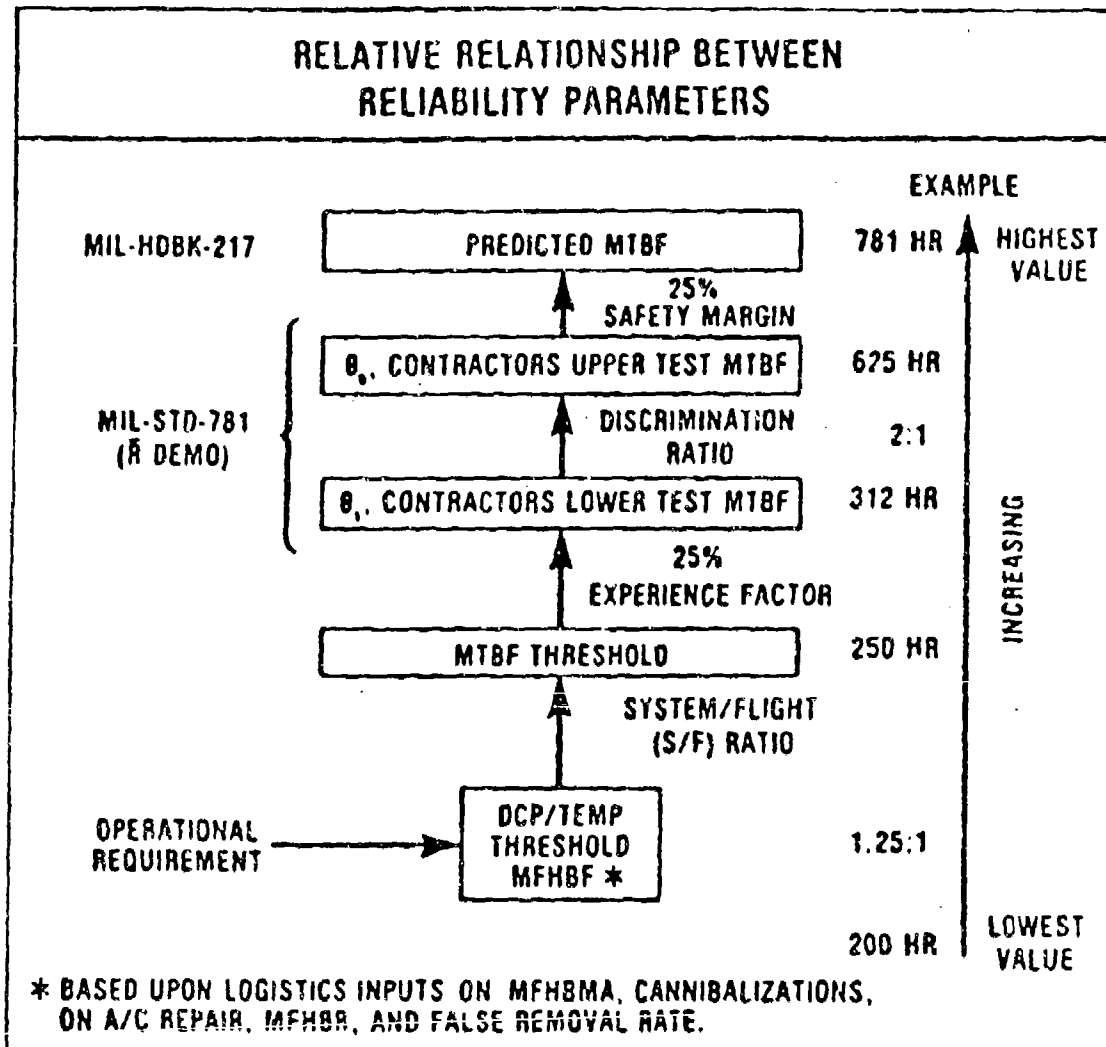 RELATIVE RELATIONSHIP BETWEEN
RELIABILITY PARAMETERS
EXAMPLE
MIL-HDBK-217
PREDICTED MTBF
781 HR
HIGHEST
VALUE
25%
SAFETY MARGIN
θ₀, CONTRACTORS UPPER TEST MTBF
625 HR
MIL-STD-781
(R̄ DEMO)
DISCRIMINATION
RATIO
2:1
θ₁, CONTRACTORS LOWER TEST MTBF
312 HR
25%
EXPERIENCE FACTOR
INCREASING
MTBF THRESHOLD
250 HR
SYSTEM/FLIGHT
(S/F) RATIO
OPERATIONAL
REQUIREMENT
DCP/TEMP
THRESHOLD
MFHBF *
1.25:1
200 HR
LOWEST
VALUE
* BASED UPON LOGISTICS INPUTS ON MFHBMA, CANNIBALIZATIONS,
ON A/C REPAIR, MFHBR, AND FALSE REMOVAL RATE.